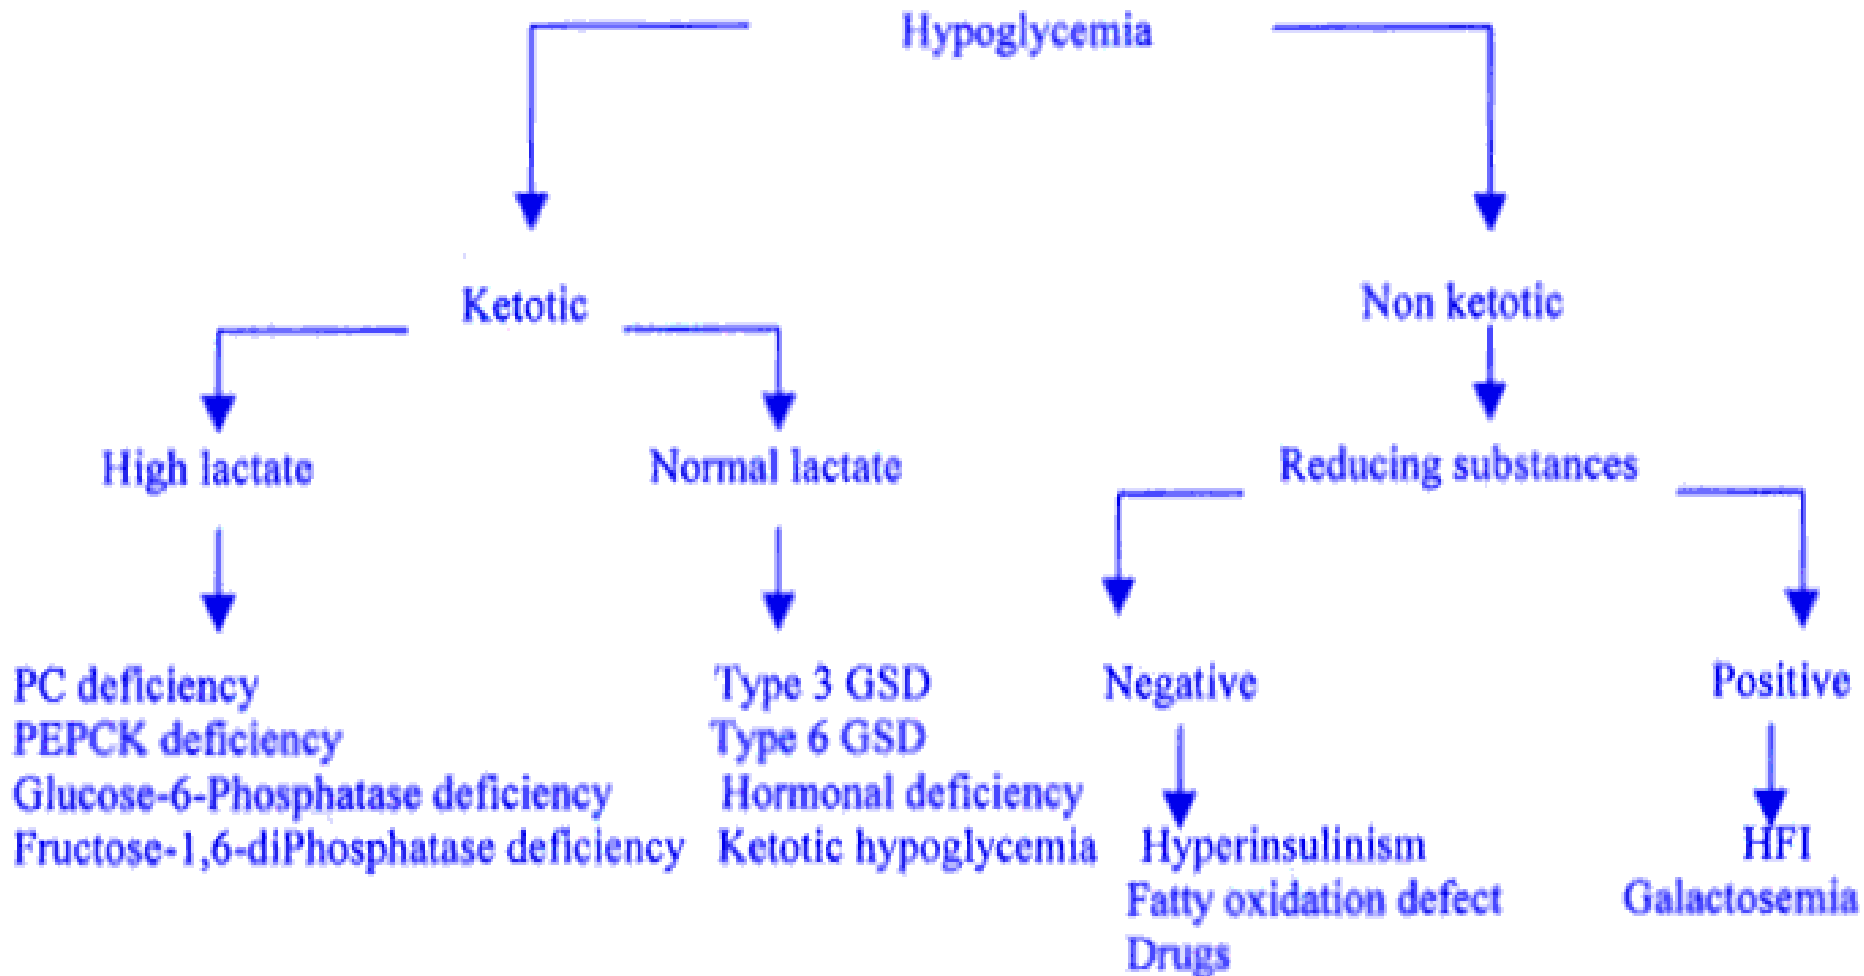 Hypoglycemia
Ketotic
Non ketotic
High lactate
Normal lactate
Reducing substances
PC deficiency
PEPCK deficiency
Glucose-6-Phosphatase deficiency
Fructose-1,6-diPhosphatase deficiency
Type 3 GSD
Type 6 GSD
Hormonal deficiency
Ketotic hypoglycemia
Negative
Positive
Hyperinsulinism
Fatty oxidation defect
Drugs
HFI
Galactosemia